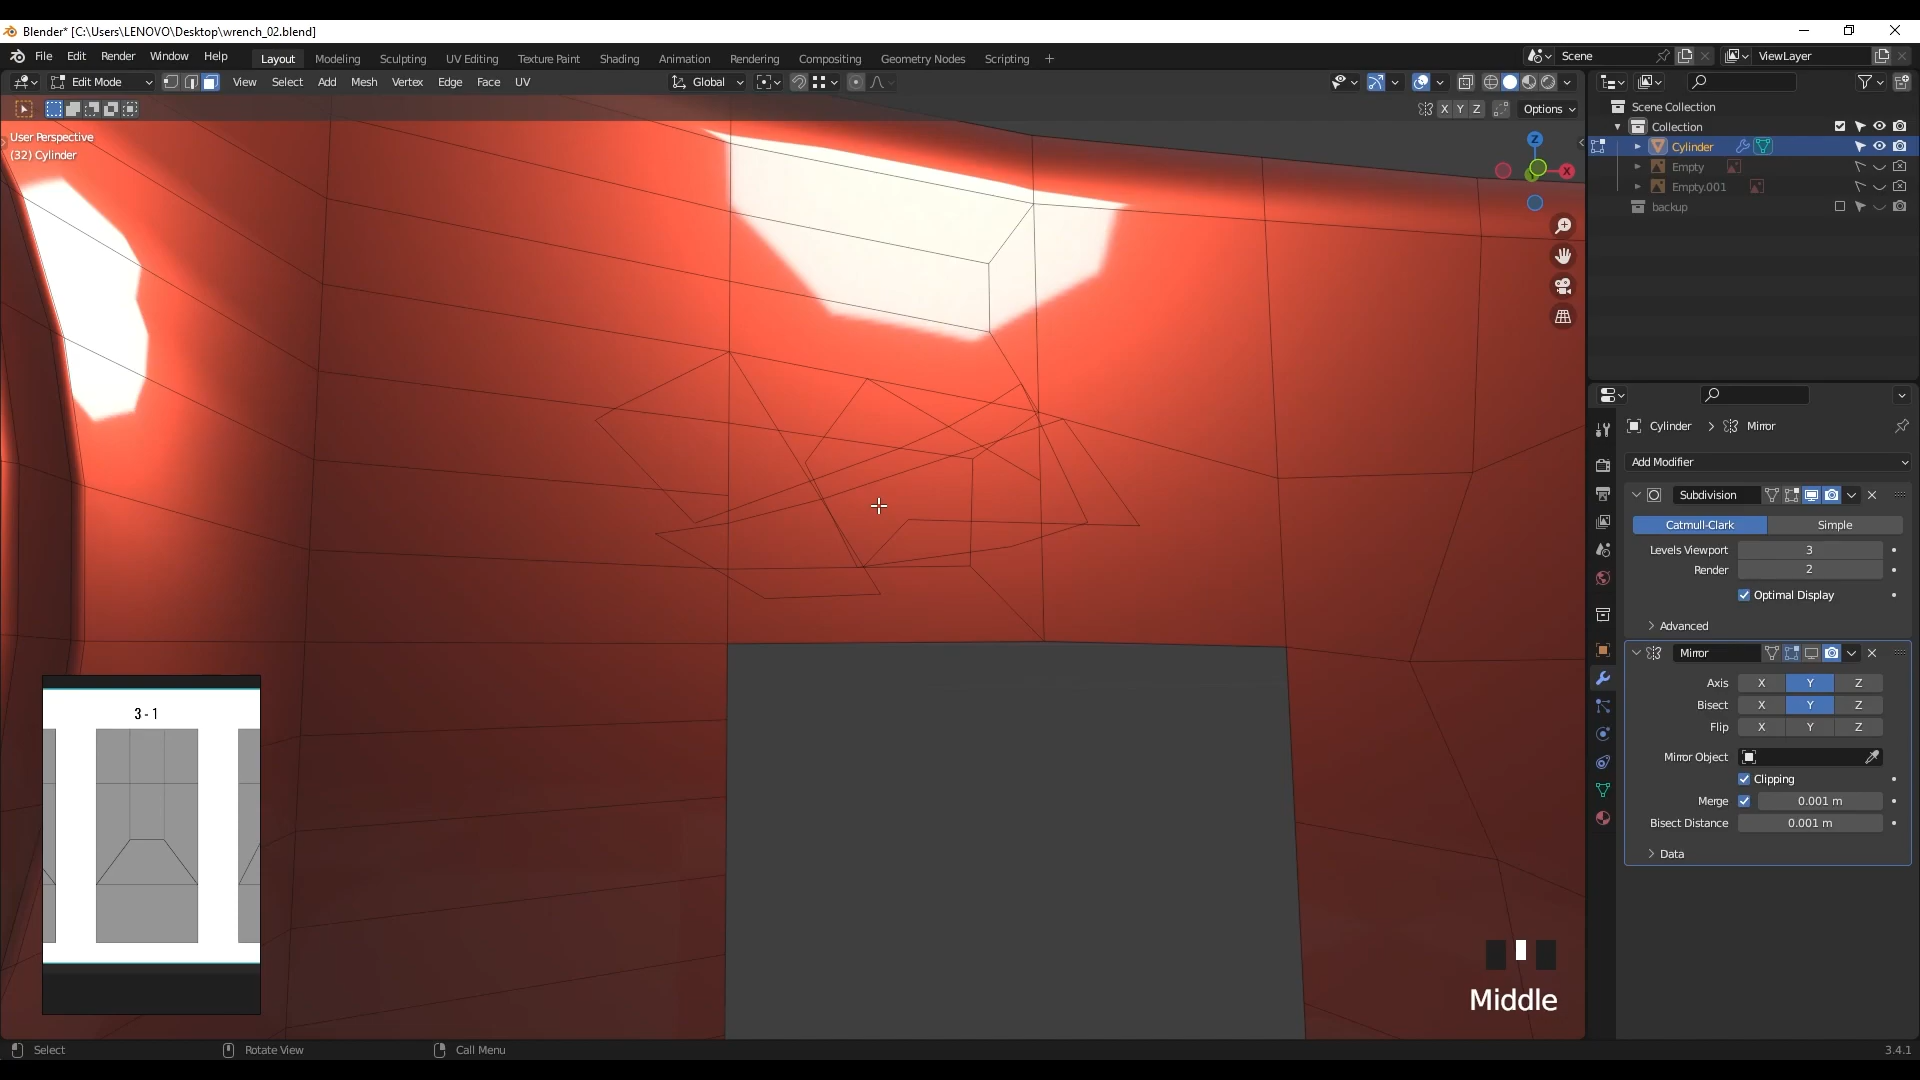 Blender* [C:\Users\LENOVO\Desktop\wrench_02.blend]
File Edit Render Window Help Layout Modeling Sculpting UV Editing Texture Paint Shading Animation Rendering Compositing Geometry Nodes Scripting + Scene ViewLayer
Edit Mode View Select Add Mesh Vertex Edge Face UV Global
X Y Z Options
User Perspective
(32) Cylinder
Z
X
Scene Collection
Collection
Cylinder
Empty
Empty.001
backup
Cylinder > Mirror
Add Modifier
Subdivision
Catmull-Clark Simple
Levels Viewport 3
Render 2
Optimal Display
Advanced
Mirror
Axis X Y Z
Bisect X Y Z
Flip X Y Z
Mirror Object
Clipping
Merge 0.001 m
Bisect Distance 0.001 m
Data
3 - 1
Middle
Select Rotate View Call Menu 3.4.1